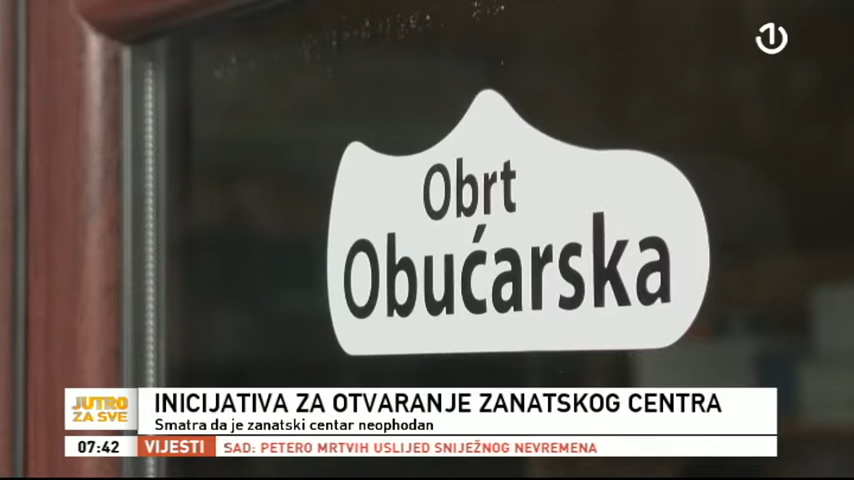 1
Obrt
Obućarska
JUTRO
ZA SVE
INICIJATIVA ZA OTVARANJE ZANATSKOG CENTRA
Smatra da je zanatski centar neophodan
07:42 VIJESTI SAD: PETERO MRTVIH USLIJED SNIJEŽNOG NEVREMENA